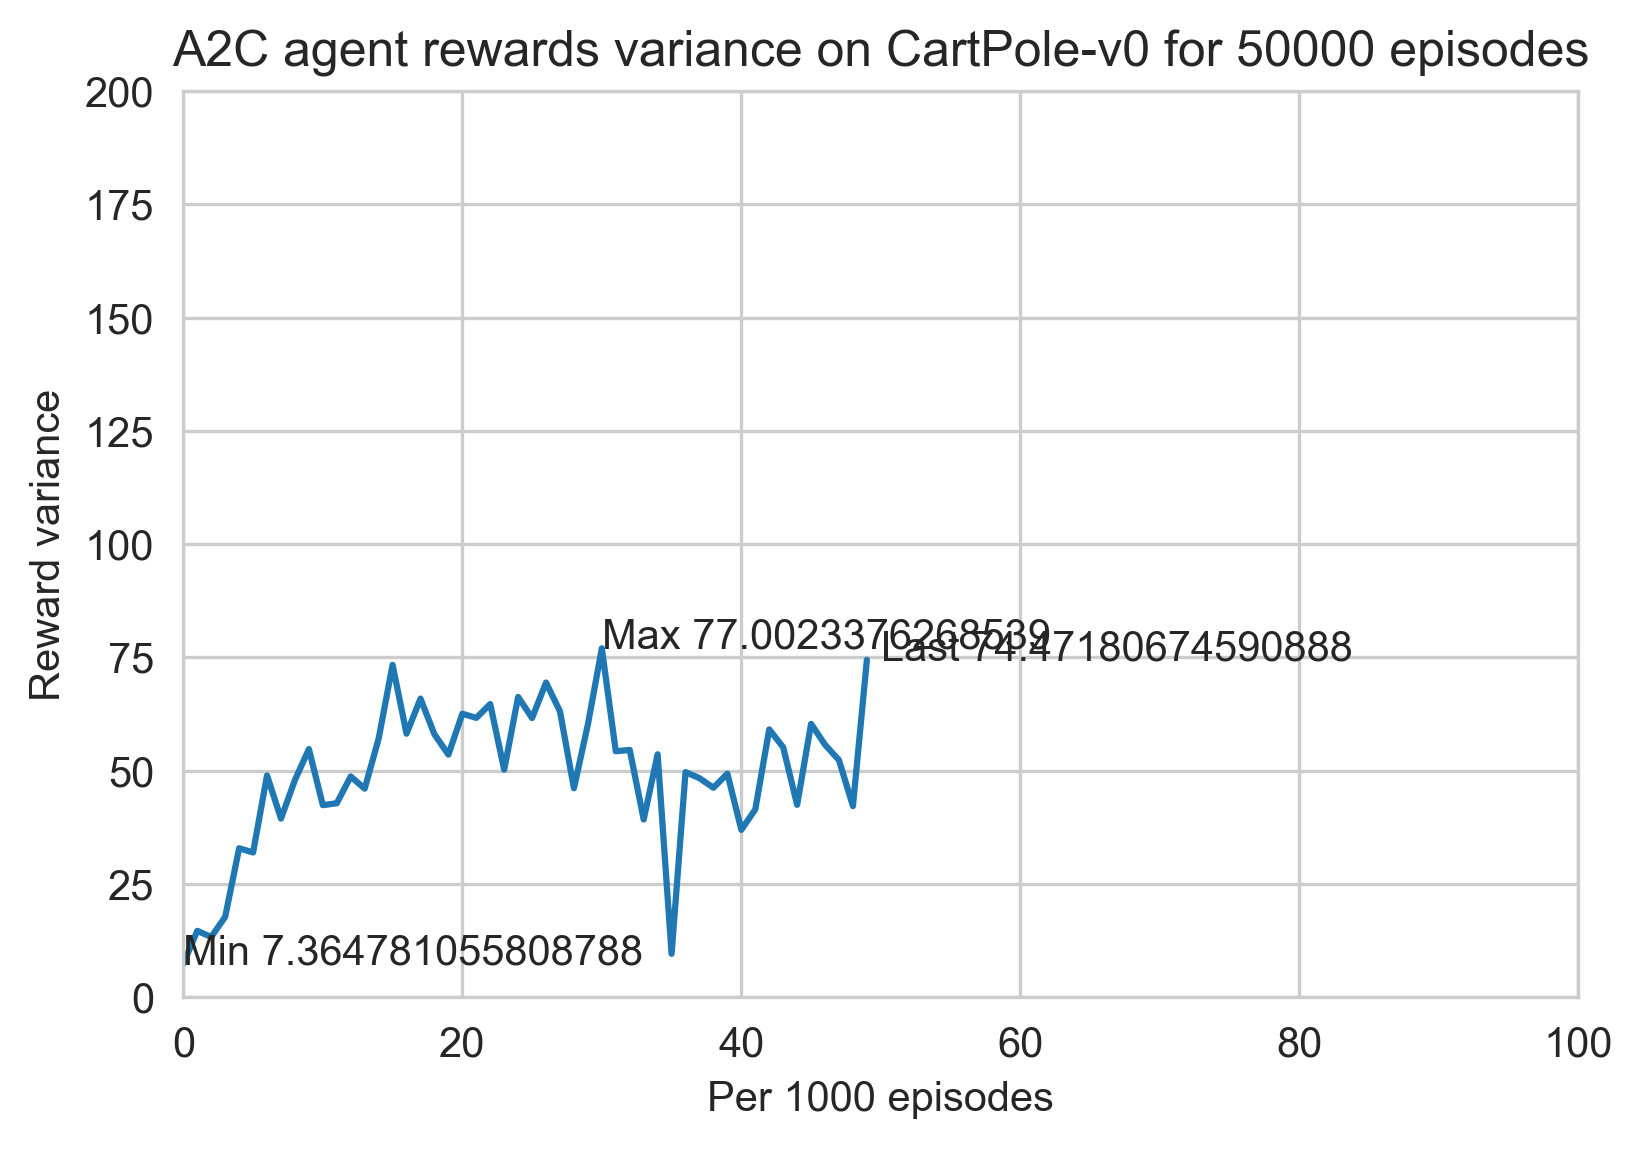 A2C agent rewards variance on CartPole-v0 for 50000 episodes
200
175
150
125
100
75
50
25
0
Reward variance
Max 77.0023376268539
Last 74.47180674590888
Min 7.364781055808788
0 20 40 60 80 100
Per 1000 episodes